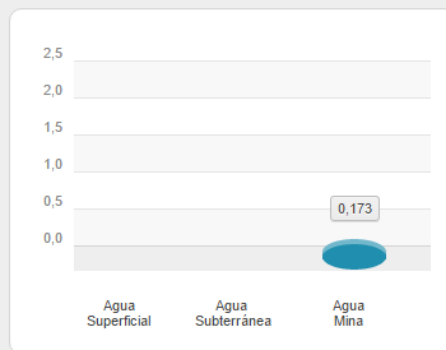 2,5
2,0
1,5
1,0
0,5
0,173
0,0
Agua
Superficial
Agua
Subterránea
Agua
Mina